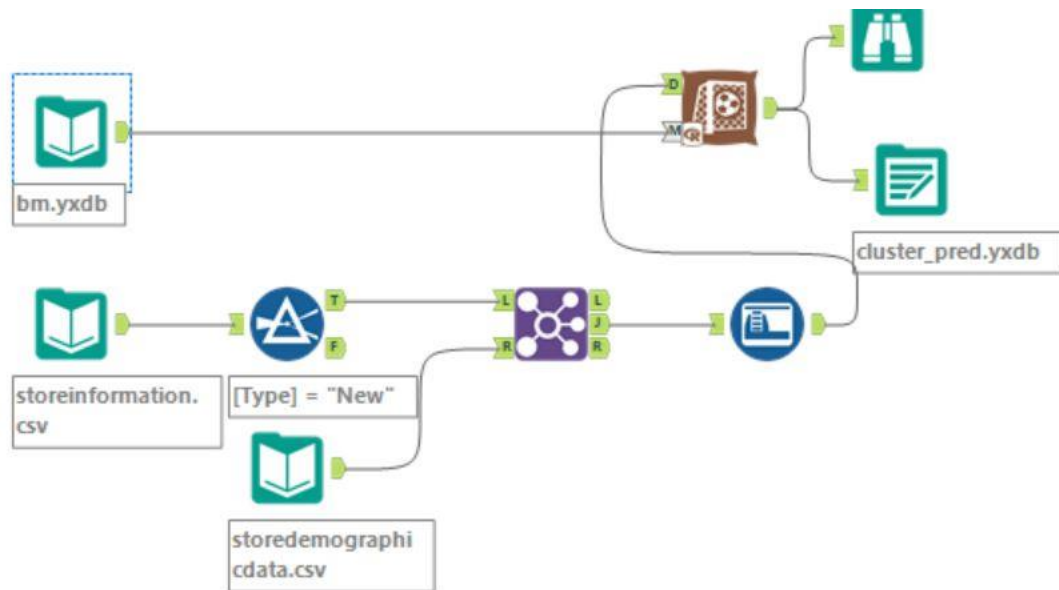 D
M
R
bm.yxdb
cluster_pred.yxdb
T
F
L
R
L
J
R
storeinformation.
csv
[Type] = "New"
storedemographi
cdata.csv